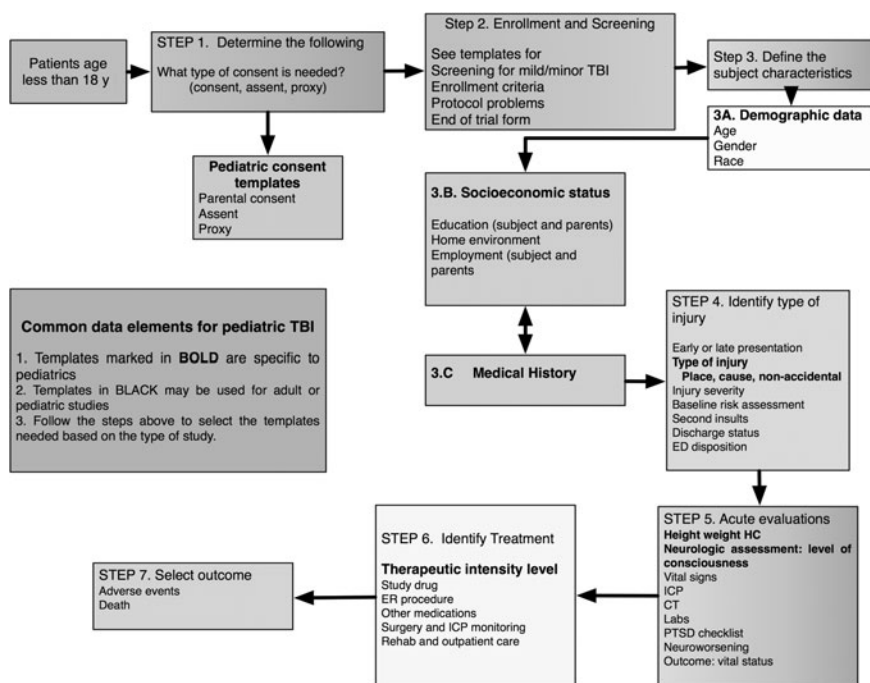 Patients age
less than 18 y
STEP 1.  Determine the following
What type of consent is needed?
(consent, assent, proxy)
Pediatric consent
templates
Parental consent
Assent
Proxy
Step 2. Enrollment and Screening
See templates for
Screening for mild/minor TBI
Enrollment criteria
Protocol problems
End of trial form
Step 3. Define the
subject characteristics
3A. Demographic data
Age
Gender
Race
3.B. Socioeconomic status
Education (subject and parents)
Home environment
Employment (subject and
parents
3.C    Medical History
Common data elements for pediatric TBI
1. Templates marked in BOLD are specific to
pediatrics
2. Templates in BLACK may be used for adult or
pediatric studies
3. Follow the steps above to select the templates
needed based on the type of study.
STEP 4. Identify type of
injury
Early or late presentation
Type of injury
Place, cause, non-accidental
Injury severity
Baseline risk assessment
Second insults
Discharge status
ED disposition
STEP 5. Acute evaluations
Height weight HC
Neurologic assessment: level of
consciousness
Vital signs
ICP
CT
Labs
PTSD checklist
Neuroworsening
Outcome: vital status
STEP 6.  Identify Treatment
Therapeutic intensity level
Study drug
ER procedure
Other medications
Surgery and ICP monitoring
Rehab and outpatient care
STEP 7. Select outcome
Adverse events
Death